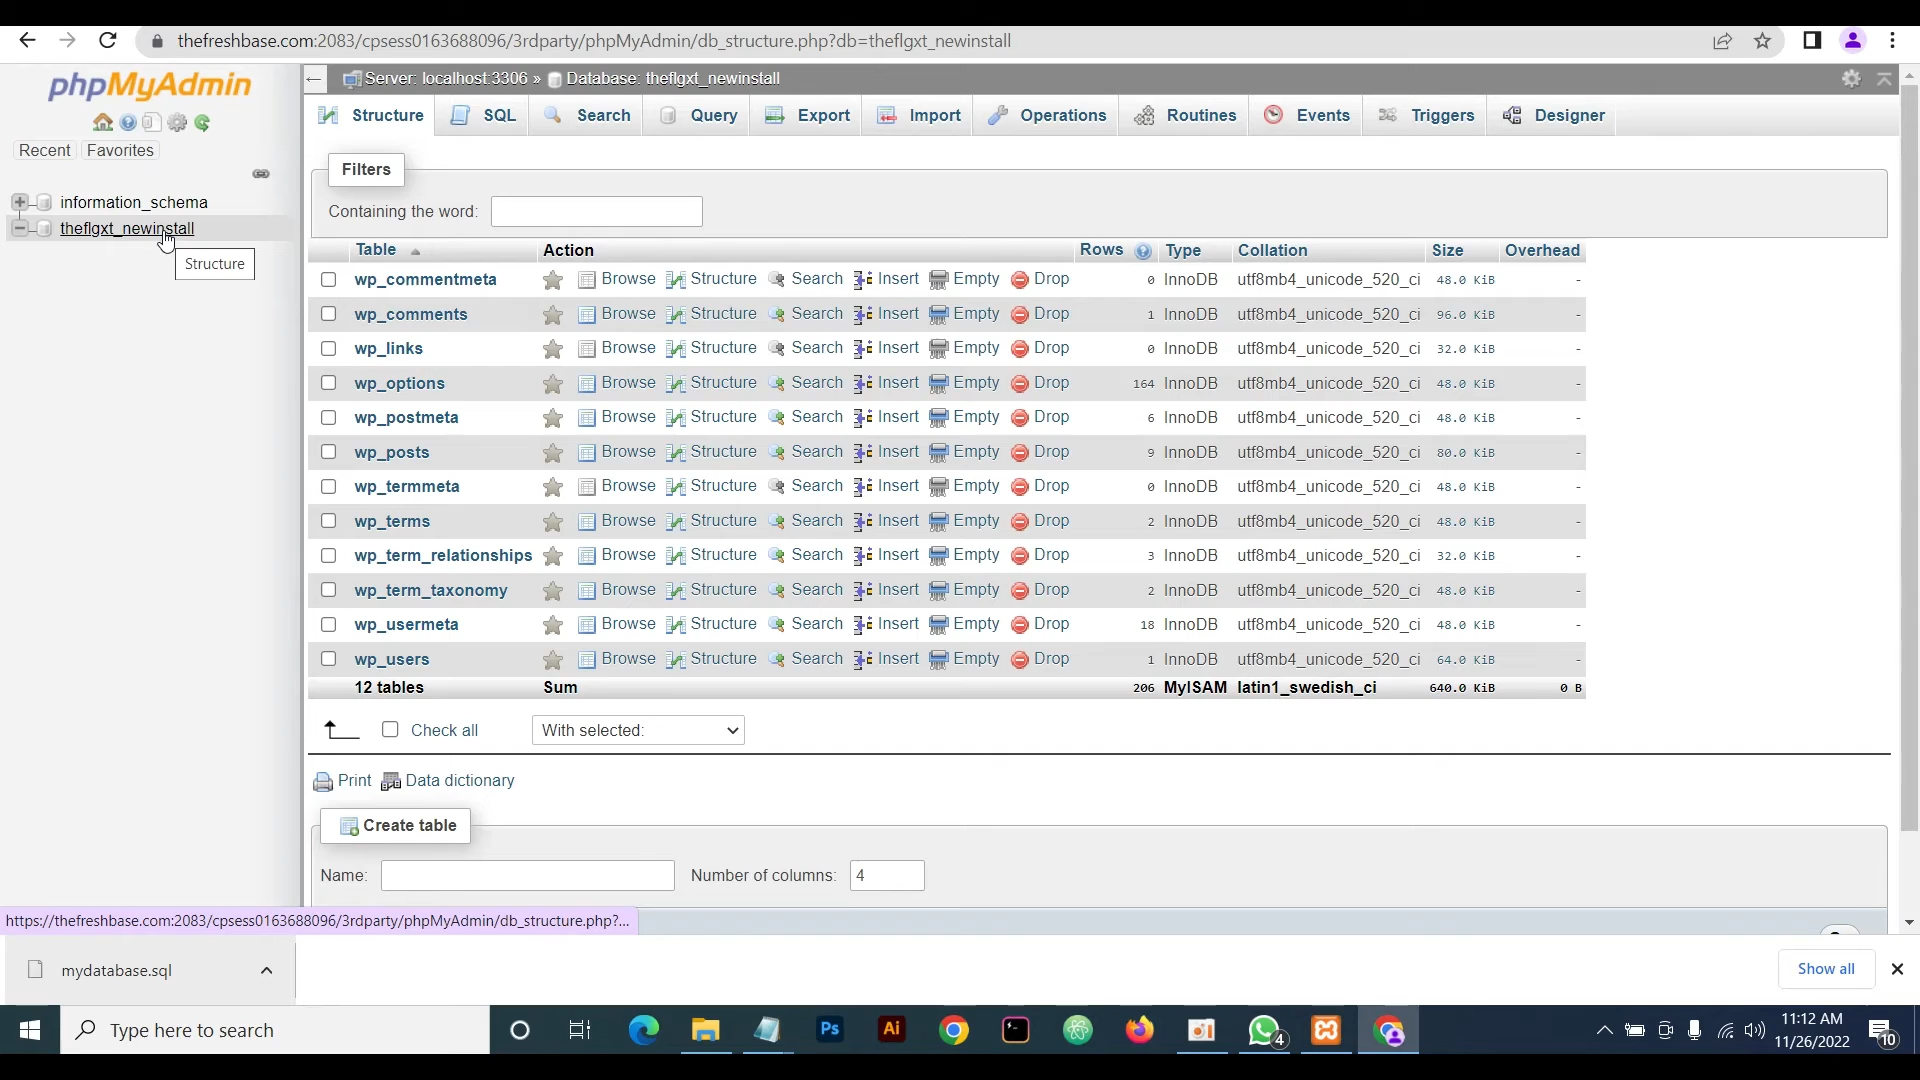 thefreshbase.com:2083/cpsess0163688096/3rdparty/phpMyAdmin/db_structure.php?db=theflgxt_newinstall
phpMyAdmin
Recent Favorites
information_schema
theflgxt_newinstall
Structure
Server: localhost:3306 » Database: theflgxt_newinstall
Structure SQL Search Query Export Import Operations Routines Events Triggers Designer
Filters
Containing the word:
Table Action Rows Type Collation Size Overhead
wp_commentmeta Browse Structure Search Insert Empty Drop 0 InnoDB utf8mb4_unicode_520_ci 48.0 KiB -
wp_comments Browse Structure Search Insert Empty Drop 1 InnoDB utf8mb4_unicode_520_ci 96.0 KiB -
wp_links Browse Structure Search Insert Empty Drop 0 InnoDB utf8mb4_unicode_520_ci 32.0 KiB -
wp_options Browse Structure Search Insert Empty Drop 164 InnoDB utf8mb4_unicode_520_ci 48.0 KiB -
wp_postmeta Browse Structure Search Insert Empty Drop 6 InnoDB utf8mb4_unicode_520_ci 48.0 KiB -
wp_posts Browse Structure Search Insert Empty Drop 9 InnoDB utf8mb4_unicode_520_ci 80.0 KiB -
wp_termmeta Browse Structure Search Insert Empty Drop 0 InnoDB utf8mb4_unicode_520_ci 48.0 KiB -
wp_terms Browse Structure Search Insert Empty Drop 2 InnoDB utf8mb4_unicode_520_ci 48.0 KiB -
wp_term_relationships Browse Structure Search Insert Empty Drop 3 InnoDB utf8mb4_unicode_520_ci 32.0 KiB -
wp_term_taxonomy Browse Structure Search Insert Empty Drop 2 InnoDB utf8mb4_unicode_520_ci 48.0 KiB -
wp_usermeta Browse Structure Search Insert Empty Drop 18 InnoDB utf8mb4_unicode_520_ci 48.0 KiB -
wp_users Browse Structure Search Insert Empty Drop 1 InnoDB utf8mb4_unicode_520_ci 64.0 KiB -
12 tables Sum 206 MyISAM latin1_swedish_ci 640.0 KiB 0 B
Check all With selected:
Print Data dictionary
Create table
Name: Number of columns: 4
https://thefreshbase.com:2083/cpsess0163688096/3rdparty/phpMyAdmin/db_structure.php?...
mydatabase.sql Show all
Type here to search Ps Ai 4 11:12 AM
11/26/2022 10